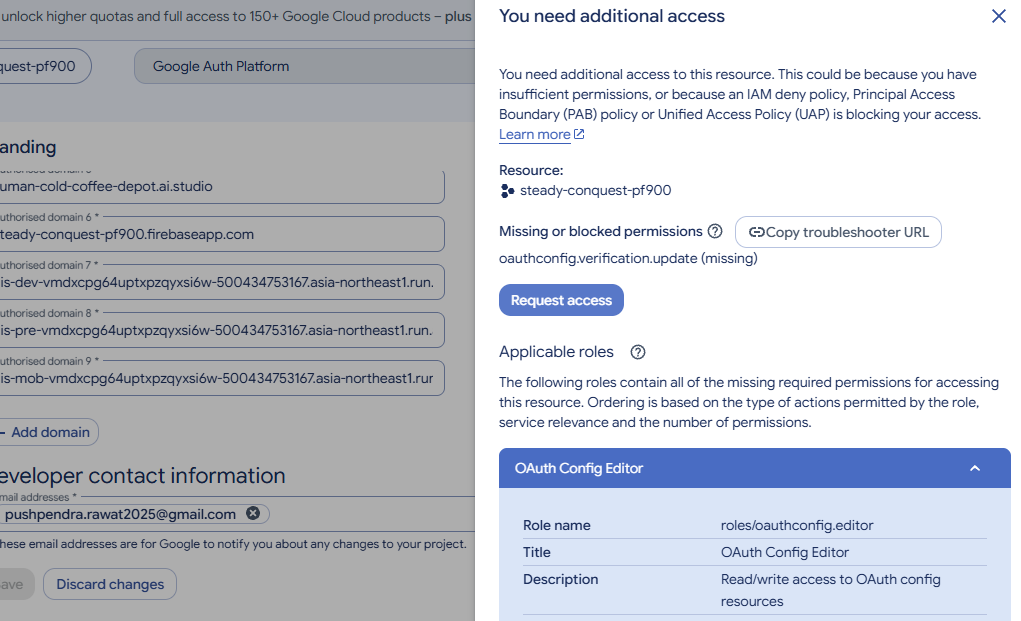 unlock higher quotas and full access to 150+ Google Cloud products – plus
quest-pf900
Google Auth Platform
anding
uthorised domain 5
uman-cold-coffee-depot.ai.studio
uthorised domain 6 *
teady-conquest-pf900.firebaseapp.com
uthorised domain 7 *
is-dev-vmdxcpg64uptxpzqyxsi6w-500434753167.asia-northeast1.run.
uthorised domain 8 *
is-pre-vmdxcpg64uptxpzqyxsi6w-500434753167.asia-northeast1.run.
uthorised domain 9 *
is-mob-vmdxcpg64uptxpzqyxsi6w-500434753167.asia-northeast1.rur
Add domain
eveloper contact information
mail addresses *
pushpendra.rawat2025@gmail.com
hese email addresses are for Google to notify you about any changes to your project.
ave
Discard changes
You need additional access
You need additional access to this resource. This could be because you have
insufficient permissions, or because an IAM deny policy, Principal Access
Boundary (PAB) policy or Unified Access Policy (UAP) is blocking your access.
Learn more
Resource:
steady-conquest-pf900
Missing or blocked permissions
Copy troubleshooter URL
oauthconfig.verification.update (missing)
Request access
Applicable roles
The following roles contain all of the missing required permissions for accessing
this resource. Ordering is based on the type of actions permitted by the role,
service relevance and the number of permissions.
OAuth Config Editor
Role name roles/oauthconfig.editor
Title OAuth Config Editor
Description Read/write access to OAuth config
resources